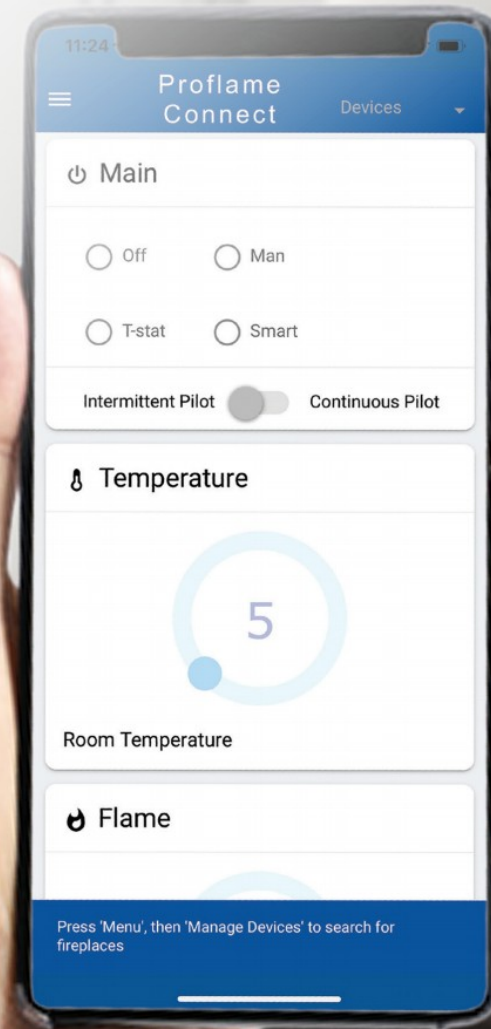 11:24
Proflame
Connect
Devices
Main
Off
Man
T-stat
Smart
Intermittent Pilot
Continuous Pilot
Temperature
5
Room Temperature
Flame
Press 'Menu', then 'Manage Devices' to search for
fireplaces